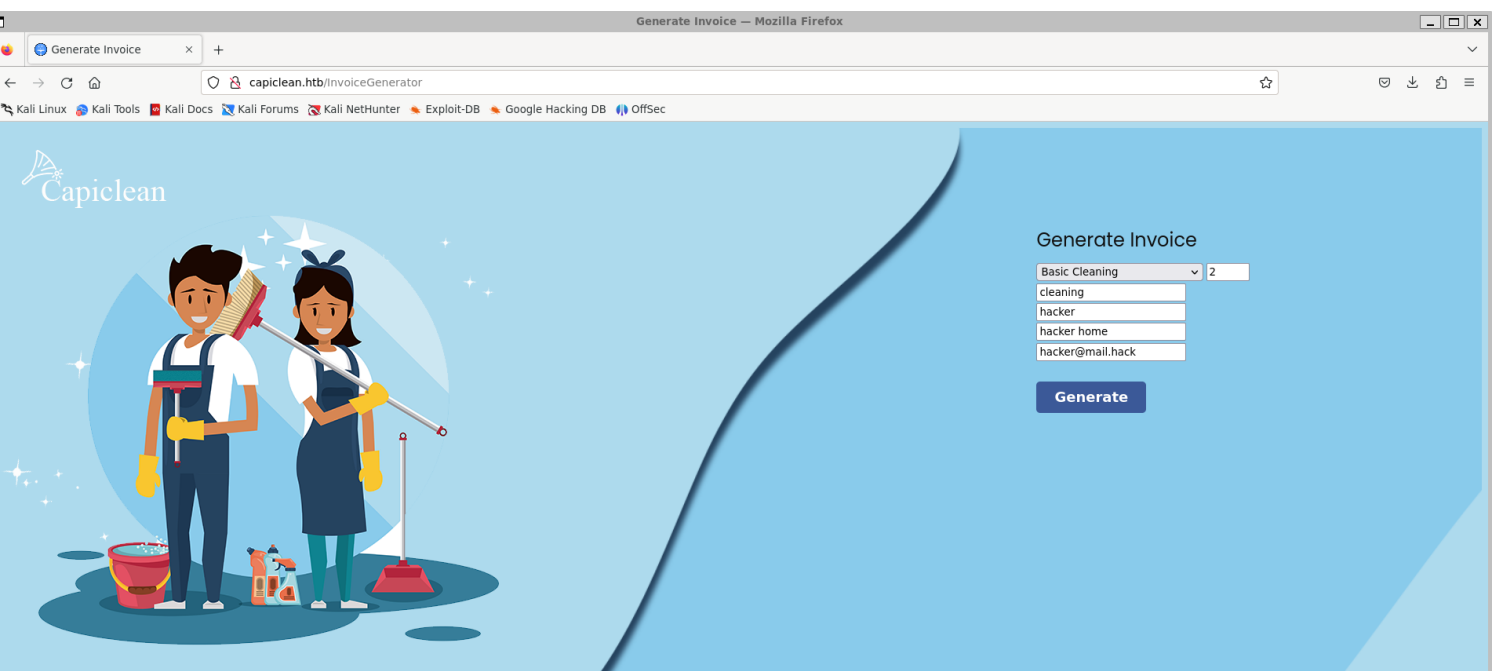 Generate Invoice — Mozilla Firefox
Generate Invoice
capiclean.htb/InvoiceGenerator
Kali Linux Kali Tools Kali Docs Kali Forums Kali NetHunter Exploit-DB Google Hacking DB OffSec
Capiclean
Generate Invoice
Basic Cleaning 2
cleaning
hacker
hacker home
hacker@mail.hack
Generate